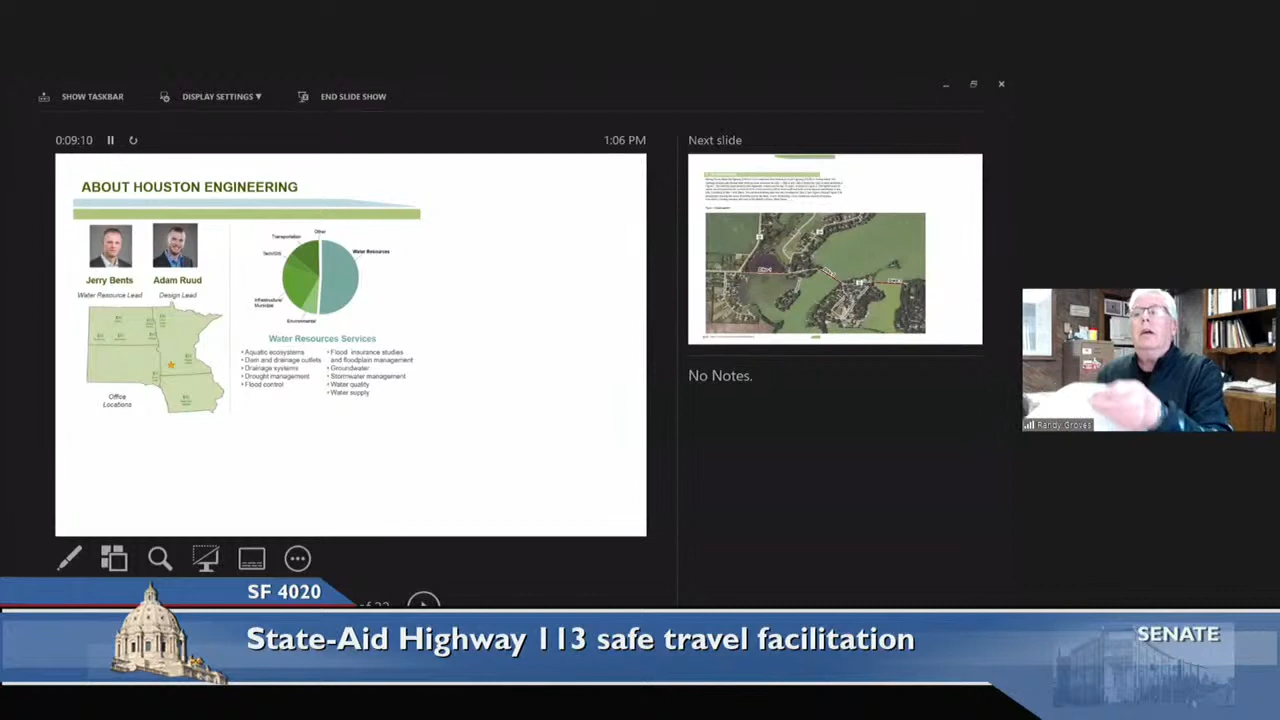 SHOW TASKBAR
DISPLAY SETTINGS ▼
END SLIDE SHOW
0:09:10
1:06 PM
Next slide
ABOUT HOUSTON ENGINEERING
Jerry Bents
Adam Ruud
Water Resource Lead
Design Lead
Office
Locations
Other
Transportation
Water Resources
Infrastructure/
Municipal
Environmental
Water Resources Services
• Aquatic ecosystems
• Dam and drainage outlets
• Drainage systems
• Drought management
• Flood control
• Flood insurance studies
and floodplain management
• Groundwater
• Stormwater management
• Water quality
• Water supply
No Notes.
Randy Groves
SF 4020
State-Aid Highway 113 safe travel facilitation
SENATE